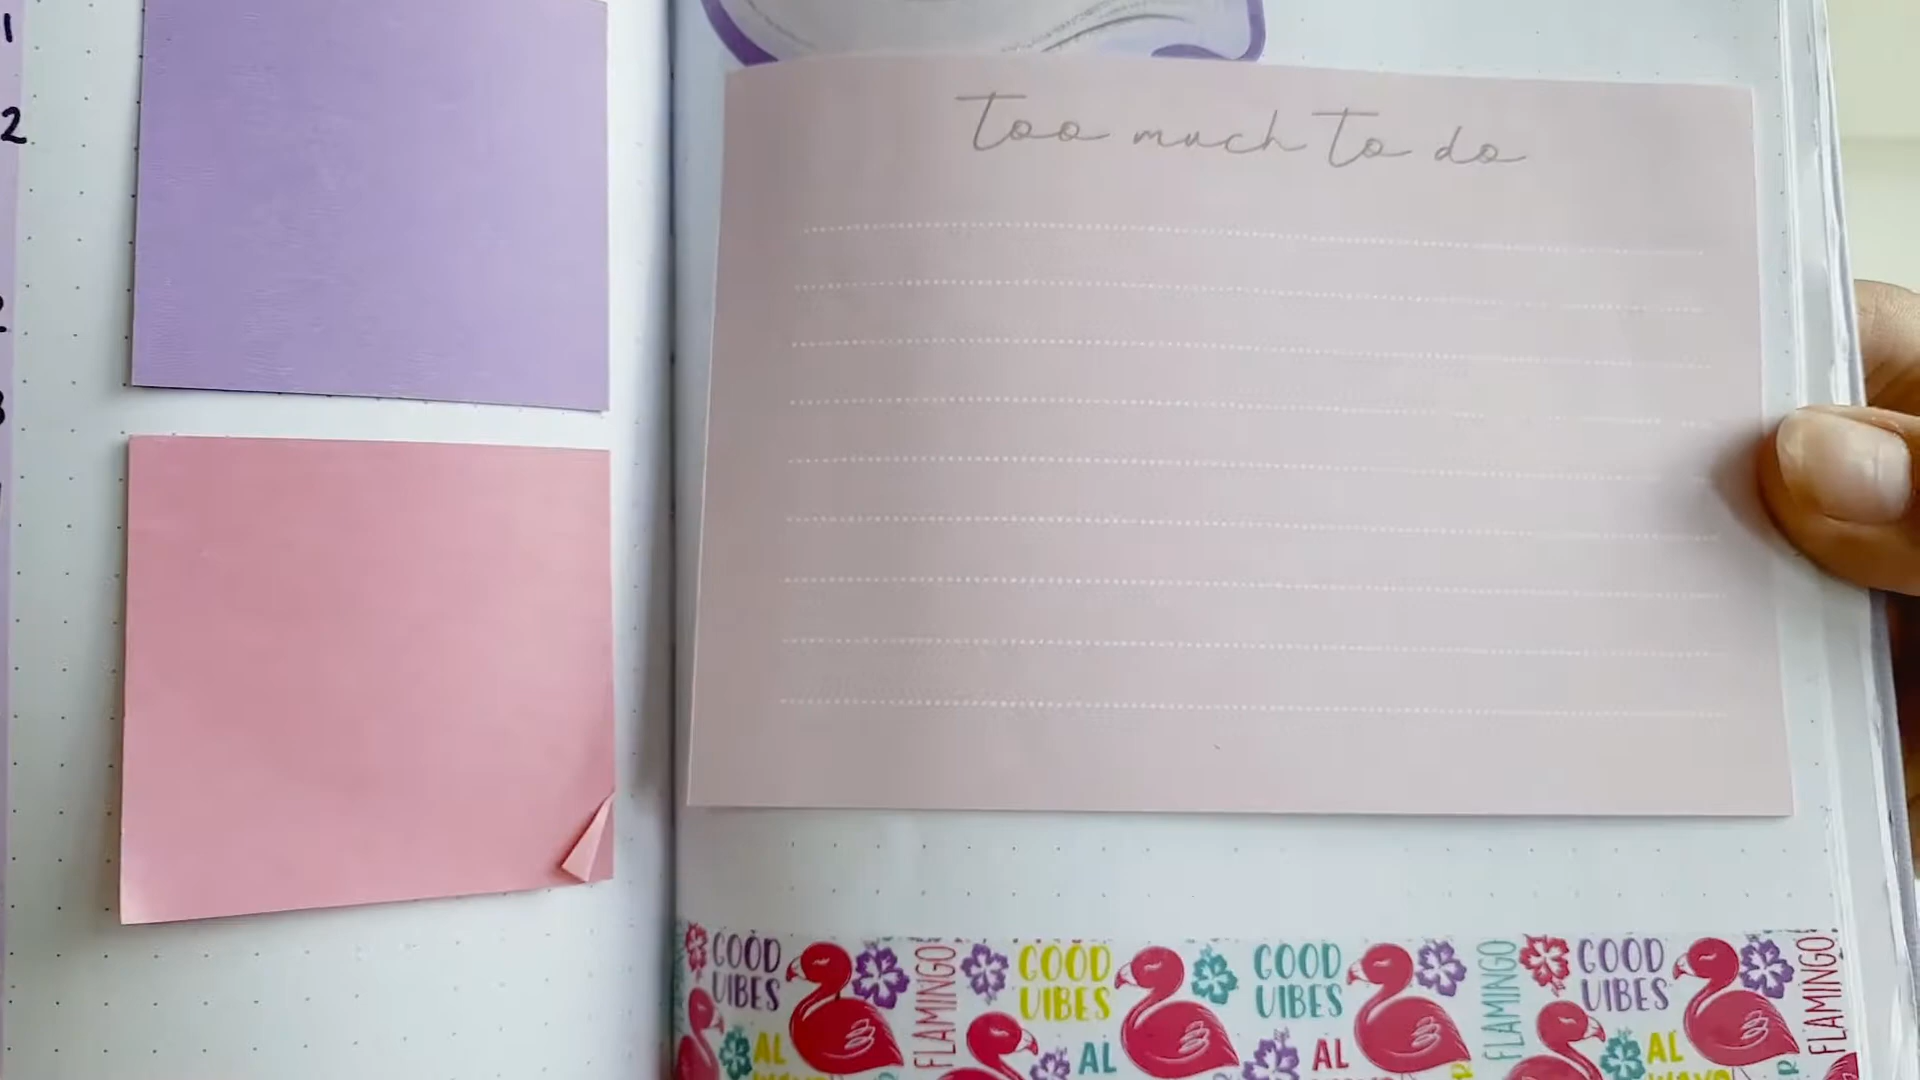 1
2
too much to do
GOOD VIBES FLAMINGO GOOD VIBES GOOD VIBES FLAMINGO GOOD VIBES FLAMINGO
AL AL AL AL